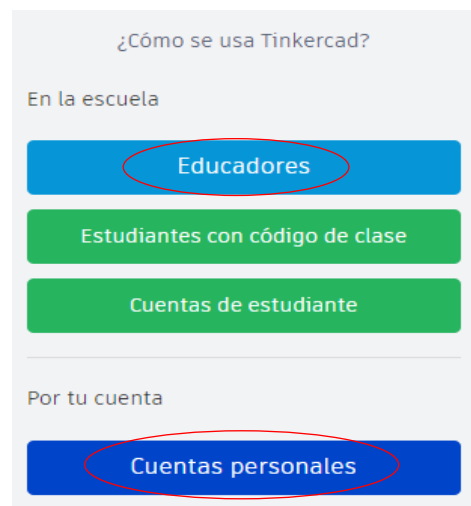 ¿Cómo se usa Tinkercad?
En la escuela
Educadores
Estudiantes con código de clase
Cuentas de estudiante
Por tu cuenta
Cuentas personales